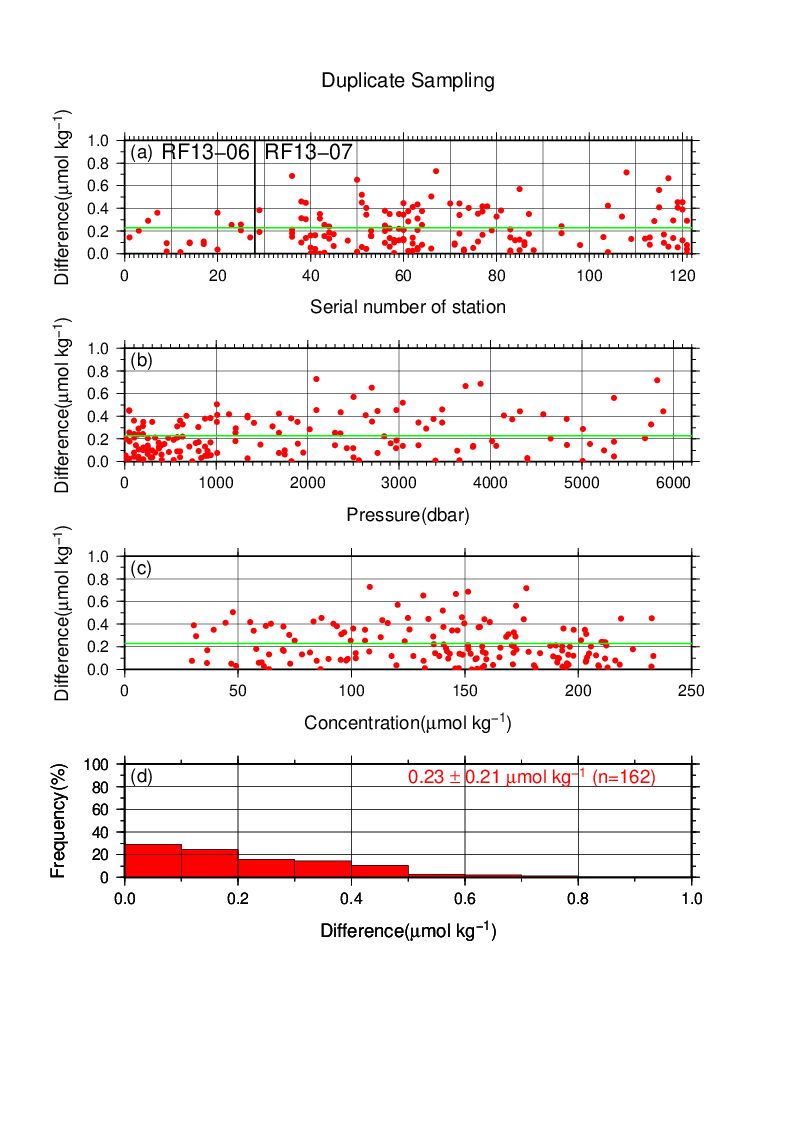 Duplicate Sampling
Difference(μmol kg⁻¹)
1.0
0.8
0.6
0.4
0.2
0.0
(a) RF13−06 RF13−07
0 20 40 60 80 100 120
Serial number of station
Difference(μmol kg⁻¹)
1.0
0.8
0.6
0.4
0.2
0.0
(b)
0 1000 2000 3000 4000 5000 6000
Pressure(dbar)
Difference(μmol kg⁻¹)
1.0
0.8
0.6
0.4
0.2
0.0
(c)
0 50 100 150 200 250
Concentration(μmol kg⁻¹)
Frequency(%)
100
80
60
40
20
0
(d) 0.23 ± 0.21 μmol kg⁻¹ (n=162)
0.0 0.2 0.4 0.6 0.8 1.0
Difference(μmol kg⁻¹)